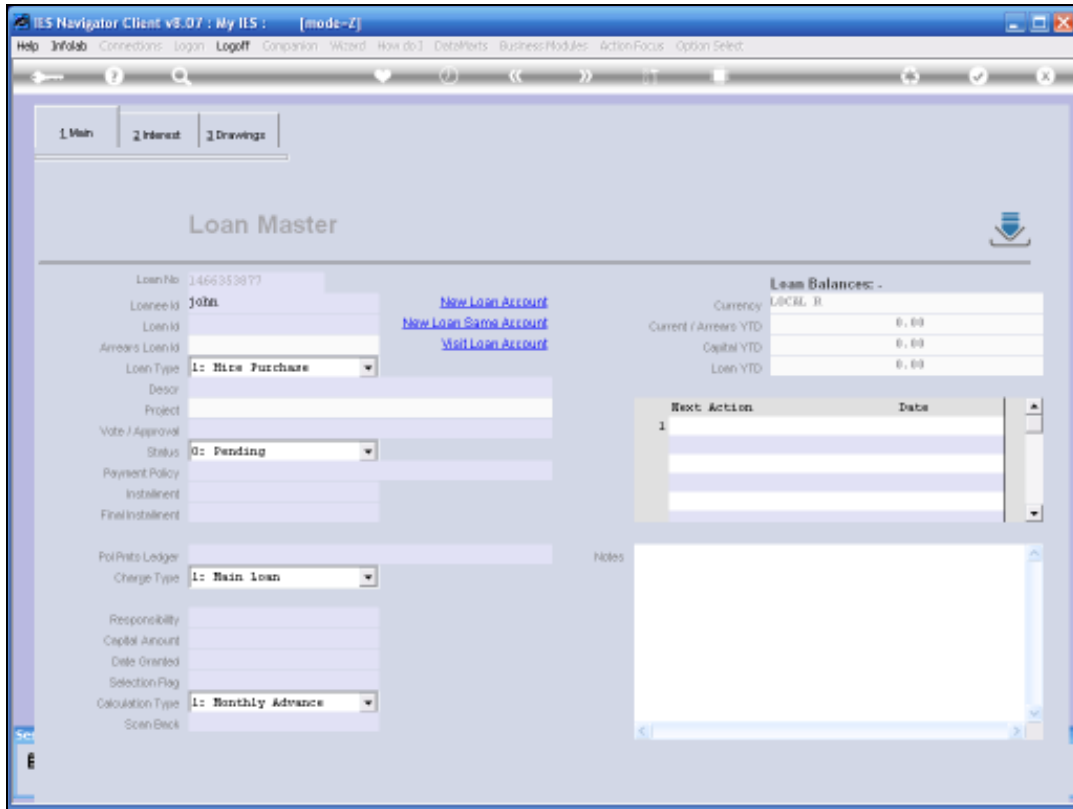 IES Navigator Client v8.07 : My IES : [mode=Z]
Help Infolab Connections Logon Logoff Companion Wizard How do I DataAlerts Business Modules Action Focus Option Select
1 Main 2 Interest 3 Drawings
Loan Master
Loan No 1466353877
Loanee Id john
Loan Id
Arrears Loan Id
Loan Type 1: Hire Purchase
Descr
Project
Vote / Approval
Status 0: Pending
Payment Policy
Instalment
Final Instalment
Pol Pmts Ledger
Charge Type 1: Main loan
Responsibility
Capital Amount
Date Granted
Selection Flag
Calculation Type 1: Monthly Advance
Scan Back
New Loan Account
New Loan Same Account
Visit Loan Account
Loan Balances: -
Currency LOCAL R
Current / Arrears YTD 0.00
Capital YTD 0.00
Loan YTD 0.00
Next Action Date
1
Notes